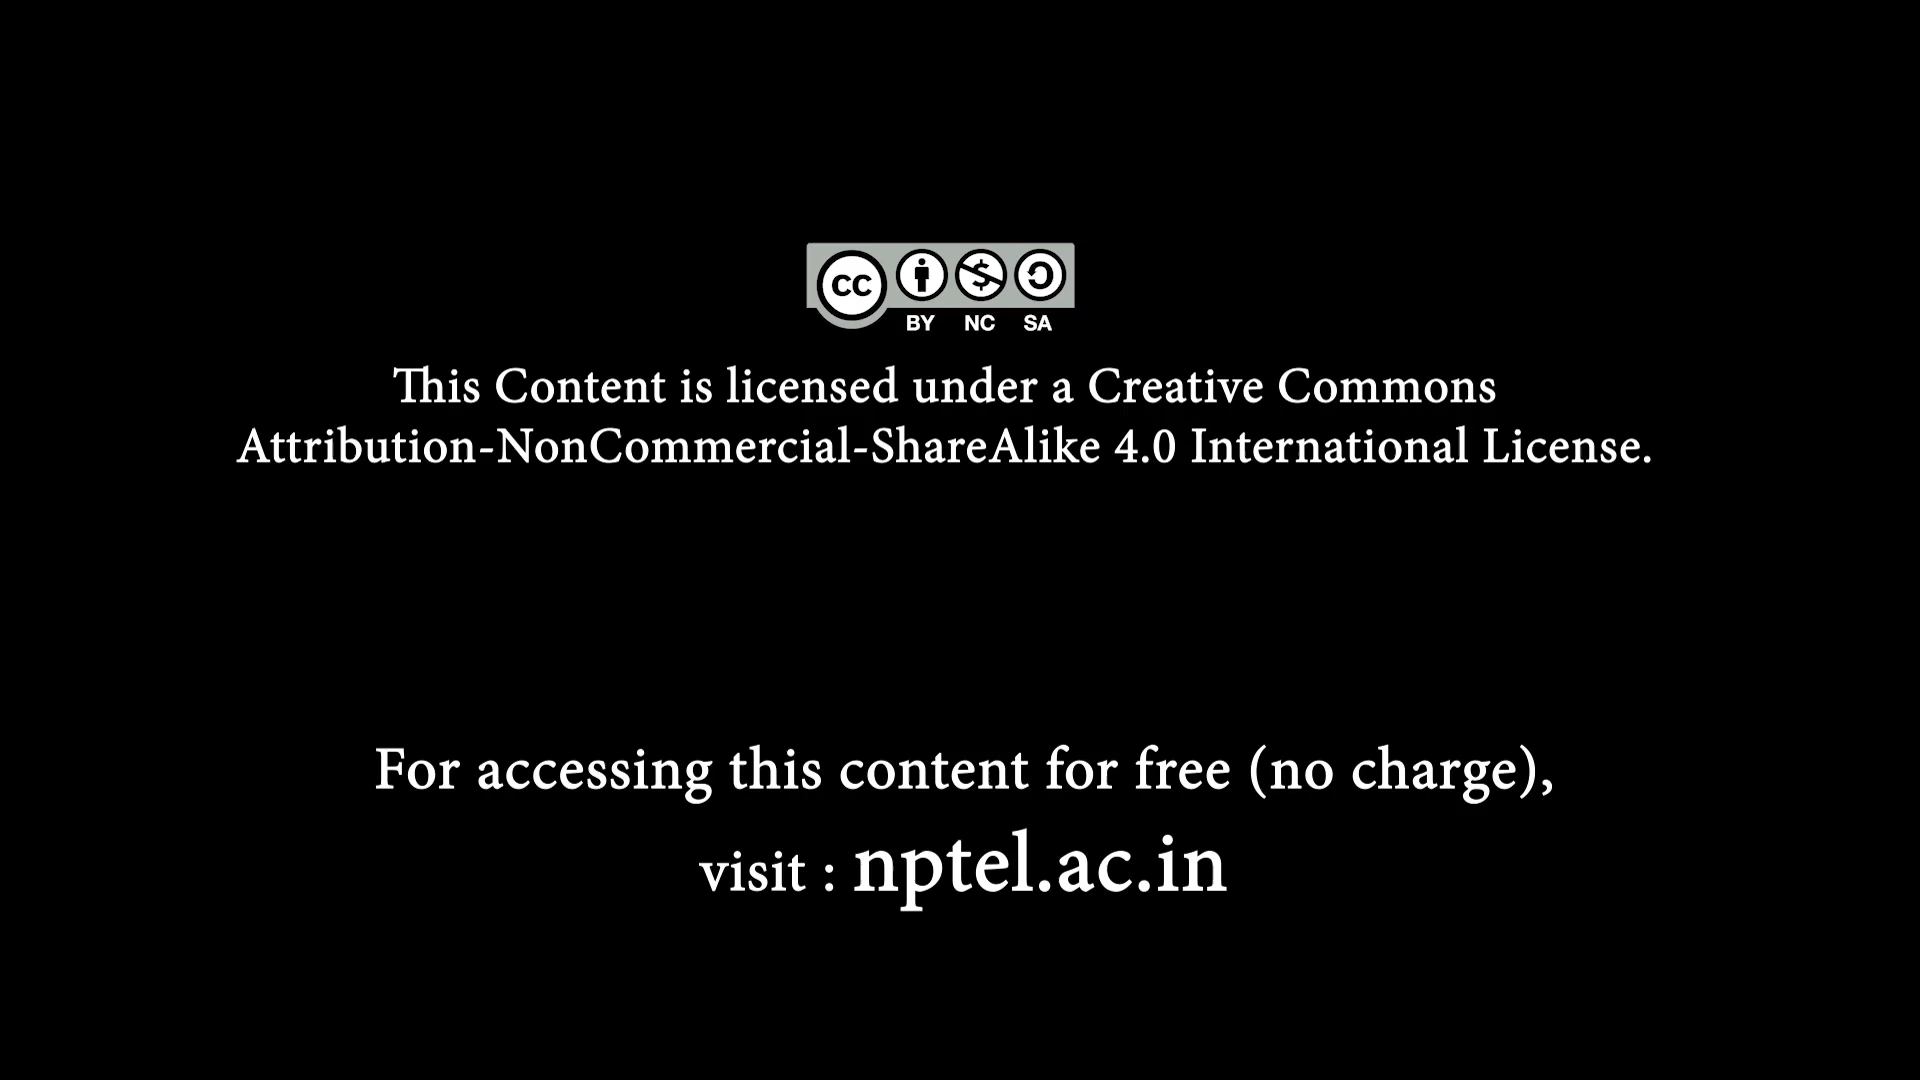 cc
BY NC SA
This Content is licensed under a Creative Commons
Attribution-NonCommercial-ShareAlike 4.0 International License.
For accessing this content for free (no charge),
visit : nptel.ac.in